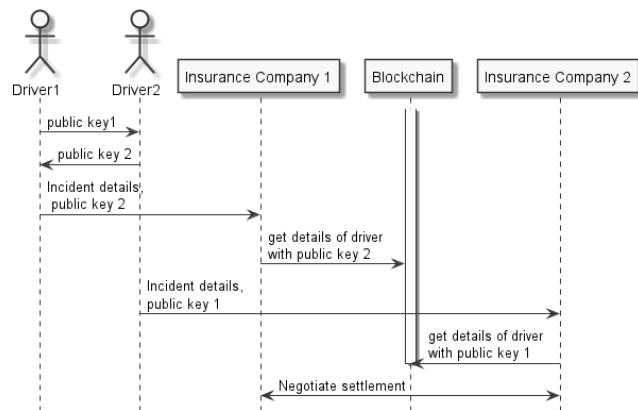 Driver1
Driver2
Insurance Company 1
Blockchain
Insurance Company 2
public key1
public key 2
Incident details,
public key 2
get details of driver
with public key 2
Incident details,
public key 1
get details of driver
with public key 1
Negotiate settlement